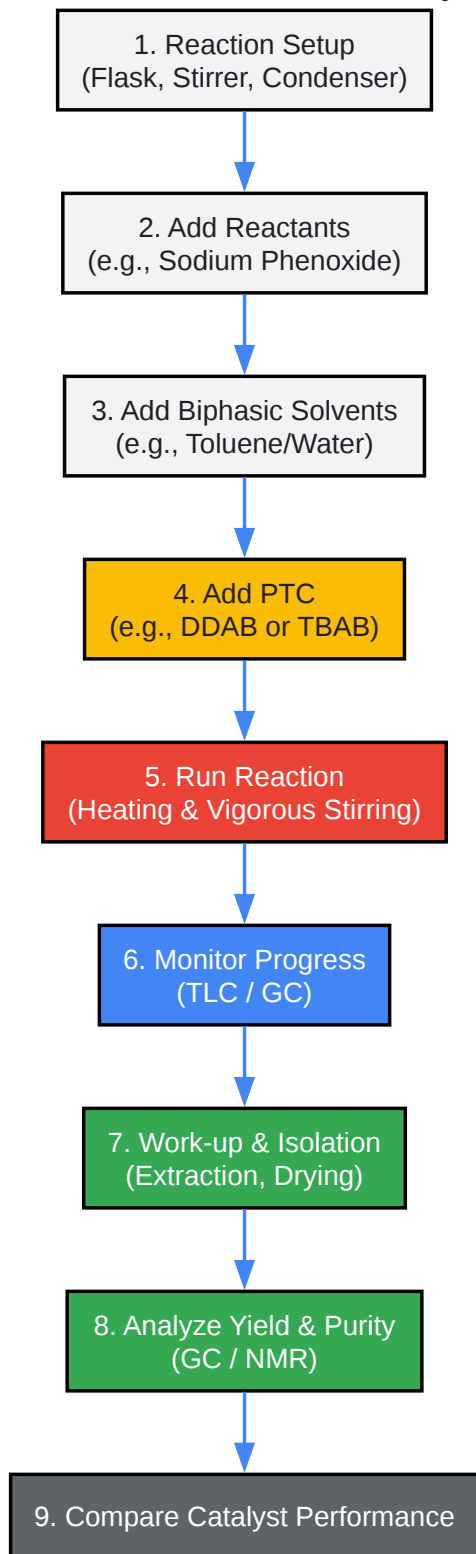 1. Reaction Setup
(Flask, Stirrer, Condenser)
2. Add Reactants
(e.g., Sodium Phenoxide)
3. Add Biphasic Solvents
(e.g., Toluene/Water)
4. Add PTC
(e.g., DDAB or TBAB)
5. Run Reaction
(Heating & Vigorous Stirring)
6. Monitor Progress
(TLC / GC)
7. Work-up & Isolation
(Extraction, Drying)
8. Analyze Yield & Purity
(GC / NMR)
9. Compare Catalyst Performance